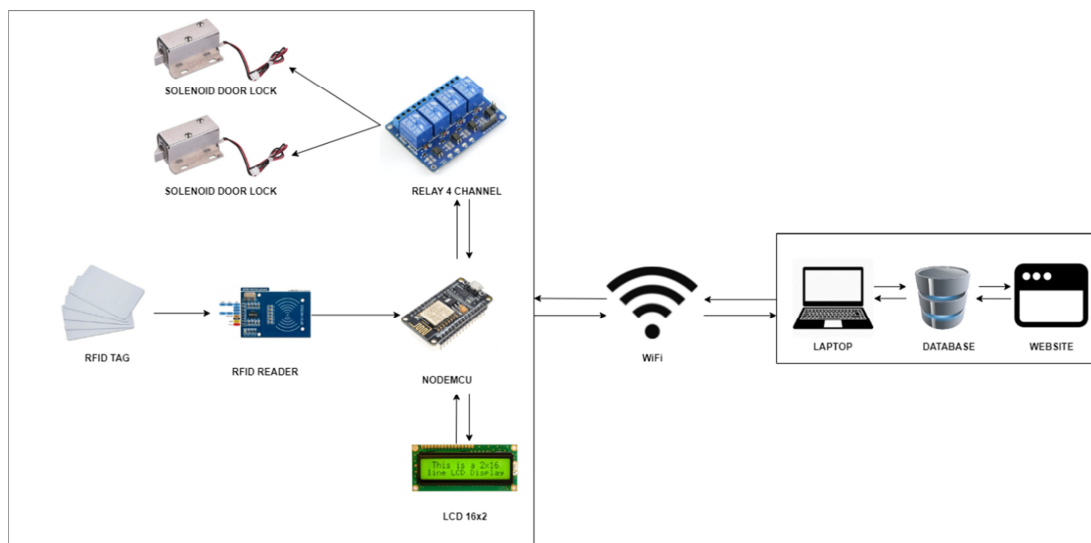 SOLENOID DOOR LOCK
SOLENOID DOOR LOCK
RELAY 4 CHANNEL
RFID TAG
RFID READER
NODEMCU
This is a 2x16
line LCD Display
LCD 16x2
WiFi
LAPTOP
DATABASE
WEBSITE